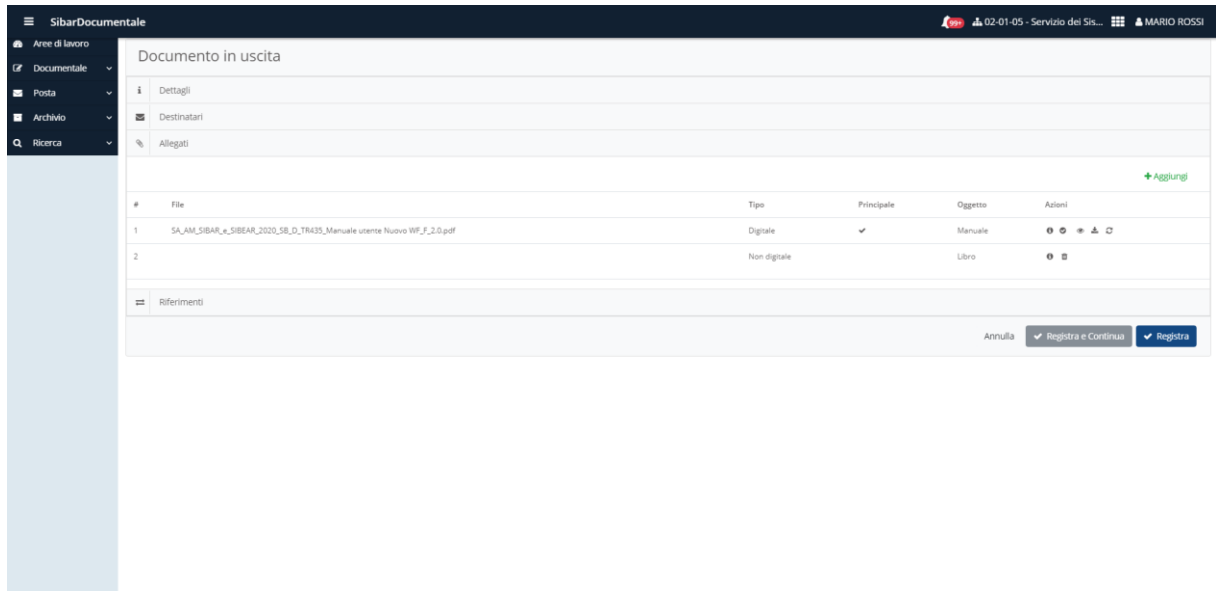 SibarDocumentale 99+ 02-01-05 - Servizio dei Sis... MARIO ROSSI
Aree di lavoro
Documentale
Posta
Archivio
Ricerca
Documento in uscita
Dettagli
Destinatari
Allegati
Aggiungi
# File Tipo Principale Oggetto Azioni
1 SA_AM_SIBAR_e_SIBEAR_2020_SB_D_TR435_Manuale utente Nuovo WF_F_2.0.pdf Digitale Manuale
2 Non digitale Libro
Riferimenti
Annulla Registra e Continua Registra